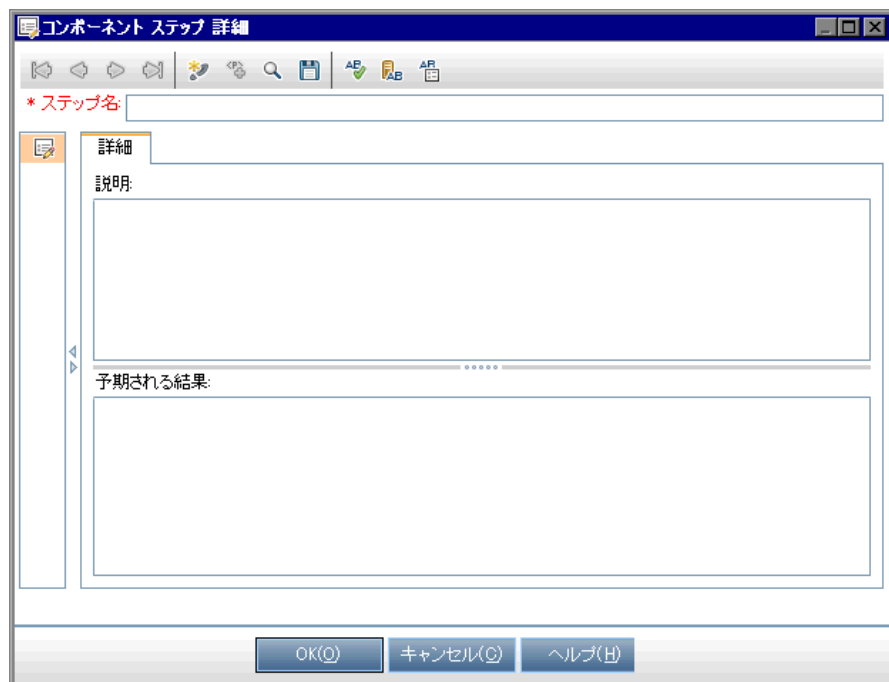 コンポーネント ステップ 詳細
* ステップ名:
詳細
説明:
予期される結果:
OK(O) キャンセル(C) ヘルプ(H)